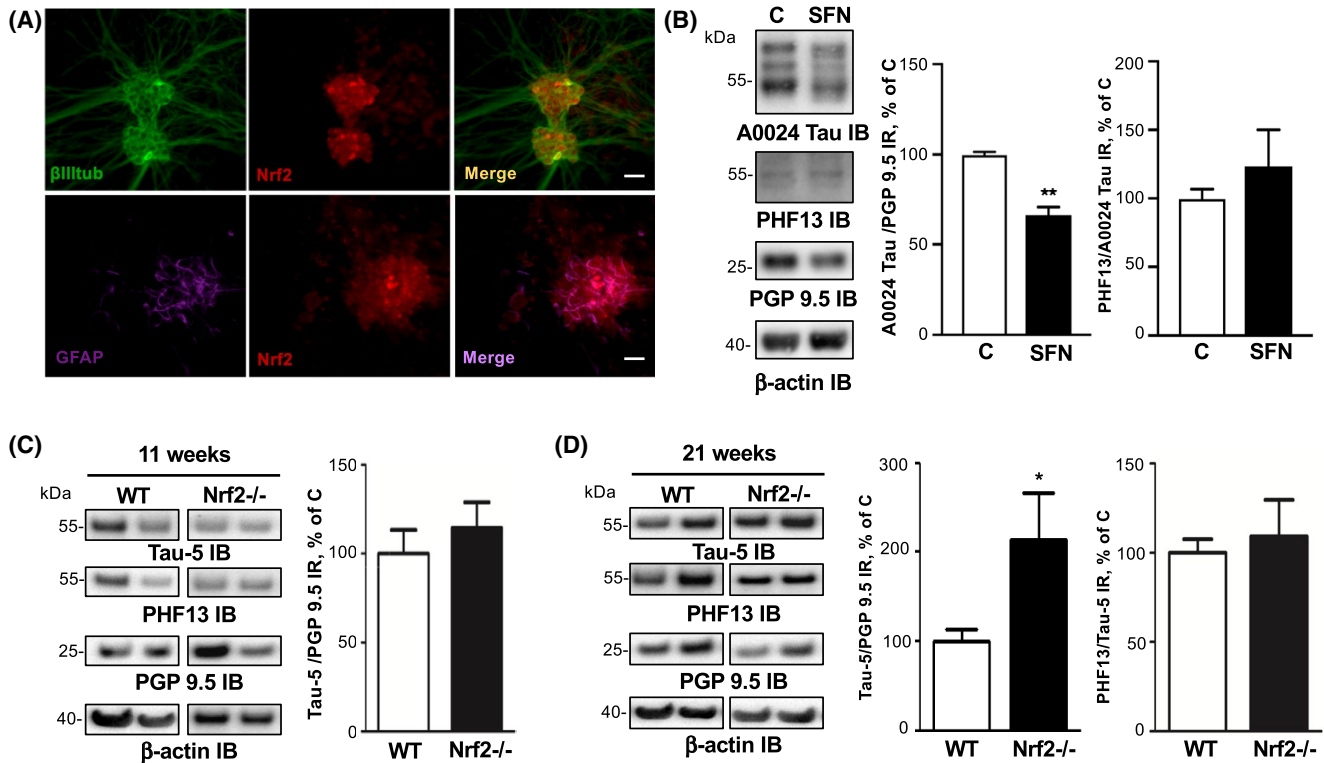 (A)
βIIItub
Nrf2
Merge
GFAP
Nrf2
Merge
(B)
C SFN
kDa
55-
A0024 Tau IB
55-
PHF13 IB
25-
PGP 9.5 IB
40-
β-actin IB
A0024 Tau /PGP 9.5 IR, % of C
150
100
50
0
**
C SFN
PHF13/A0024 Tau IR, % of C
200
150
100
50
0
C SFN
(C)
11 weeks
kDa
WT Nrf2-/-
55-
Tau-5 IB
55-
PHF13 IB
25-
PGP 9.5 IB
40-
β-actin IB
Tau-5 /PGP 9.5 IR, % of C
150
100
50
0
WT Nrf2-/-
(D)
21 weeks
kDa
WT Nrf2-/-
55-
Tau-5 IB
55-
PHF13 IB
25-
PGP 9.5 IB
40-
β-actin IB
Tau-5/PGP 9.5 IR, % of C
300
200
100
0
*
WT Nrf2-/-
PHF13/Tau-5 IR, % of C
150
100
50
0
WT Nrf2-/-